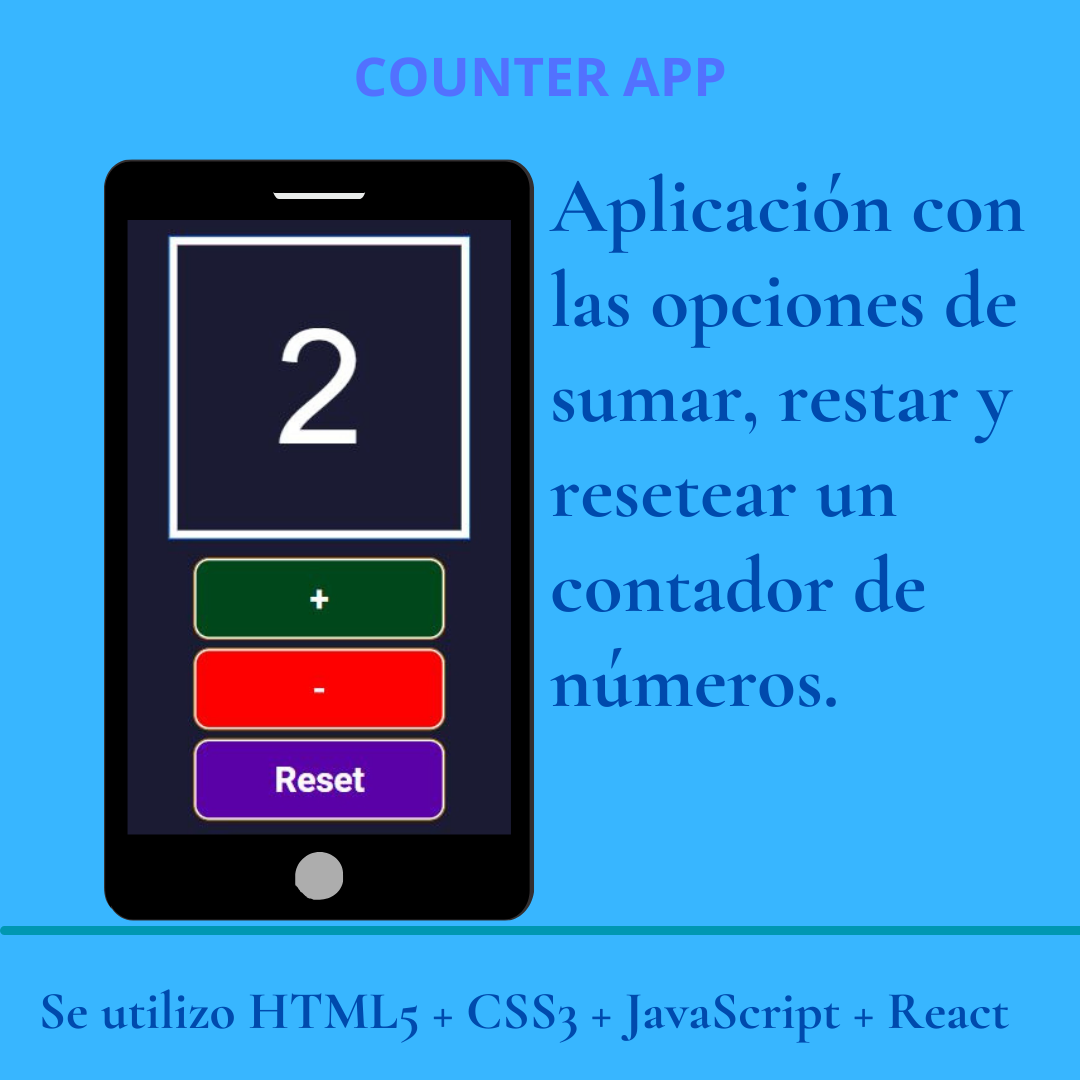 COUNTER APP
2
+
-
Reset
Aplicación con
las opciones de
sumar, restar y
resetear un
contador de
números.
Se utilizo HTML5 + CSS3 + JavaScript + React